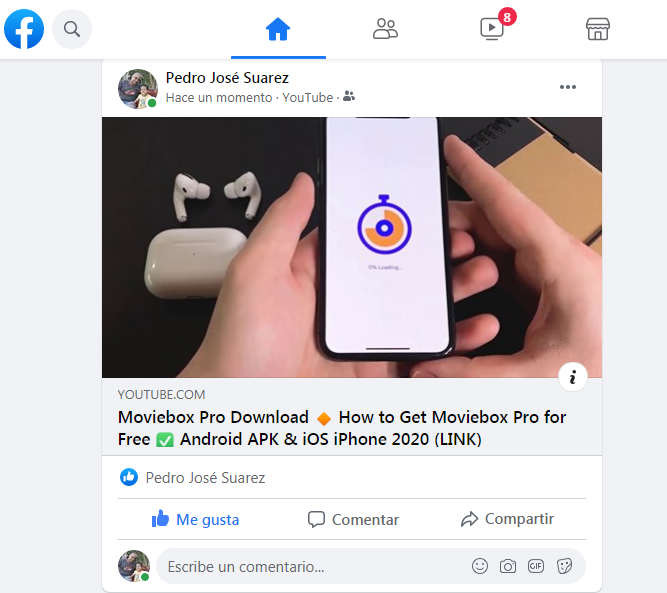 8
Pedro José Suarez
Hace un momento · YouTube ·
0% Loading...
YOUTUBE.COM
Moviebox Pro Download 🔸 How to Get Moviebox Pro for
Free ✅ Android APK & iOS iPhone 2020 (LINK)
Pedro José Suarez
Me gusta
Comentar
Compartir
Escribe un comentario...
GIF